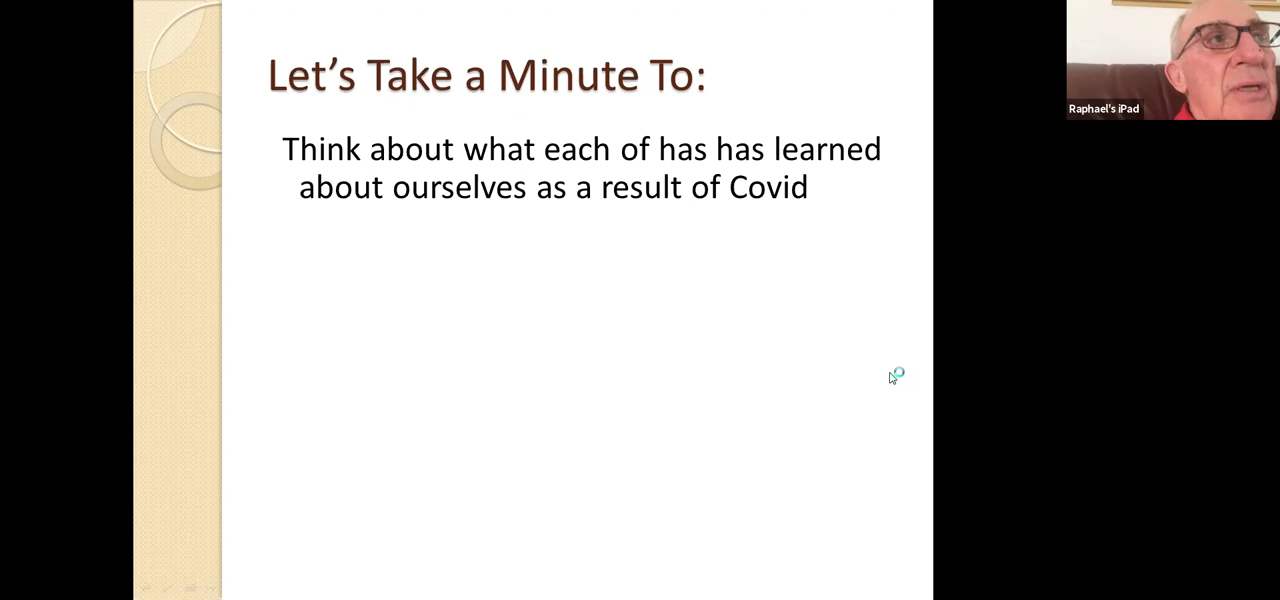 Let's Take a Minute To:
Think about what each of has has learned
about ourselves as a result of Covid
Raphael's iPad